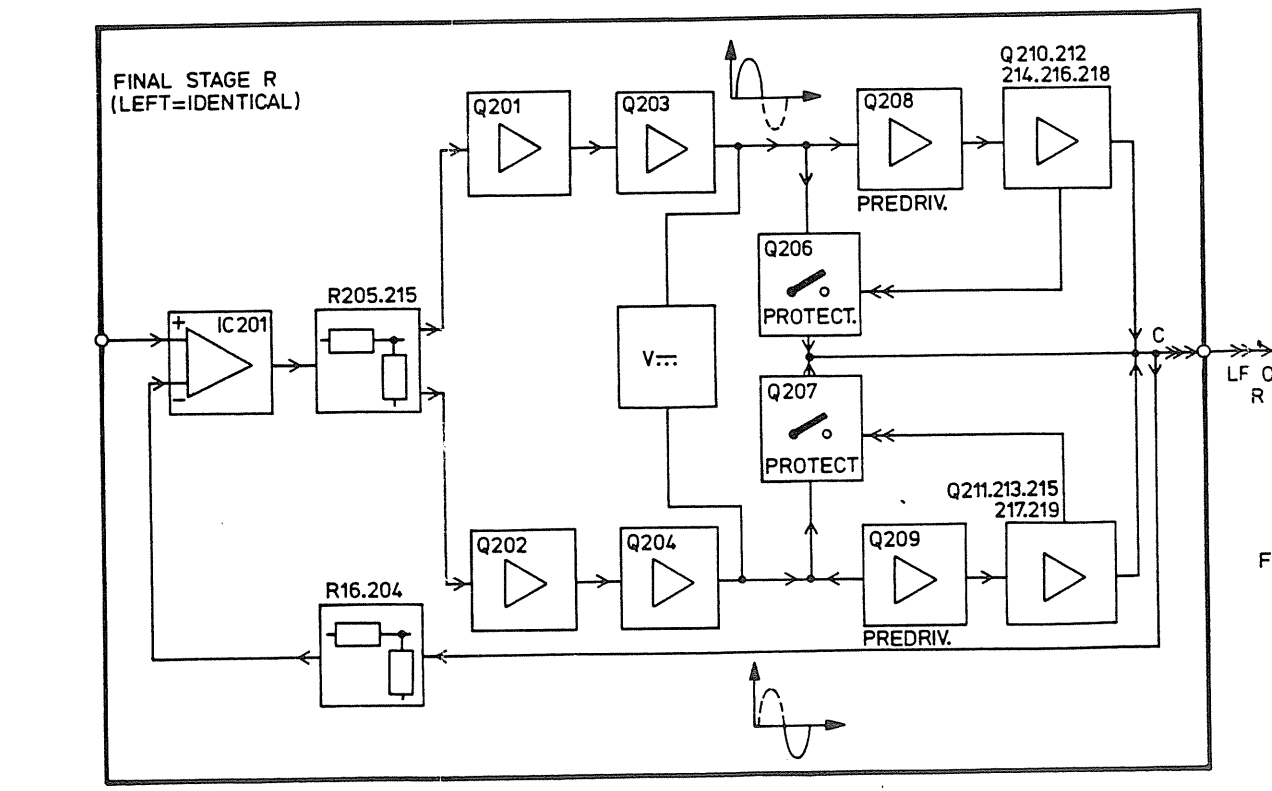 FINAL STAGE R
(LEFT=IDENTICAL)
Q201
Q203
Q208
PREDRIV.
Q210.212
214.216.218
Q206
PROTECT.
R205.215
+
IC201
−
V
C
LF O
R
Q207
PROTECT
Q211.213.215
217.219
Q202
Q204
Q209
PREDRIV.
R16.204
F